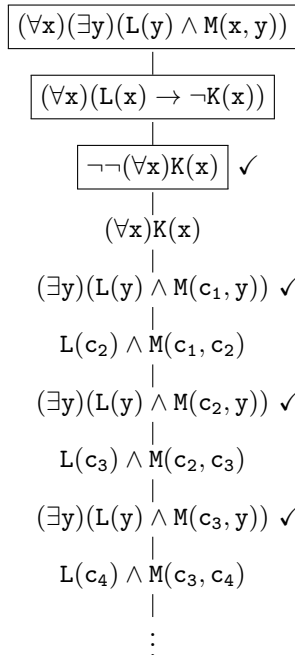 (∀x)(∃y)(L(y) ∧ M(x, y))
(∀x)(L(x) → ¬K(x))
¬¬(∀x)K(x) ✓
(∀x)K(x)
(∃y)(L(y) ∧ M(c₁, y)) ✓
L(c₂) ∧ M(c₁, c₂)
(∃y)(L(y) ∧ M(c₂, y)) ✓
L(c₃) ∧ M(c₂, c₃)
(∃y)(L(y) ∧ M(c₃, y)) ✓
L(c₄) ∧ M(c₃, c₄)
⋮